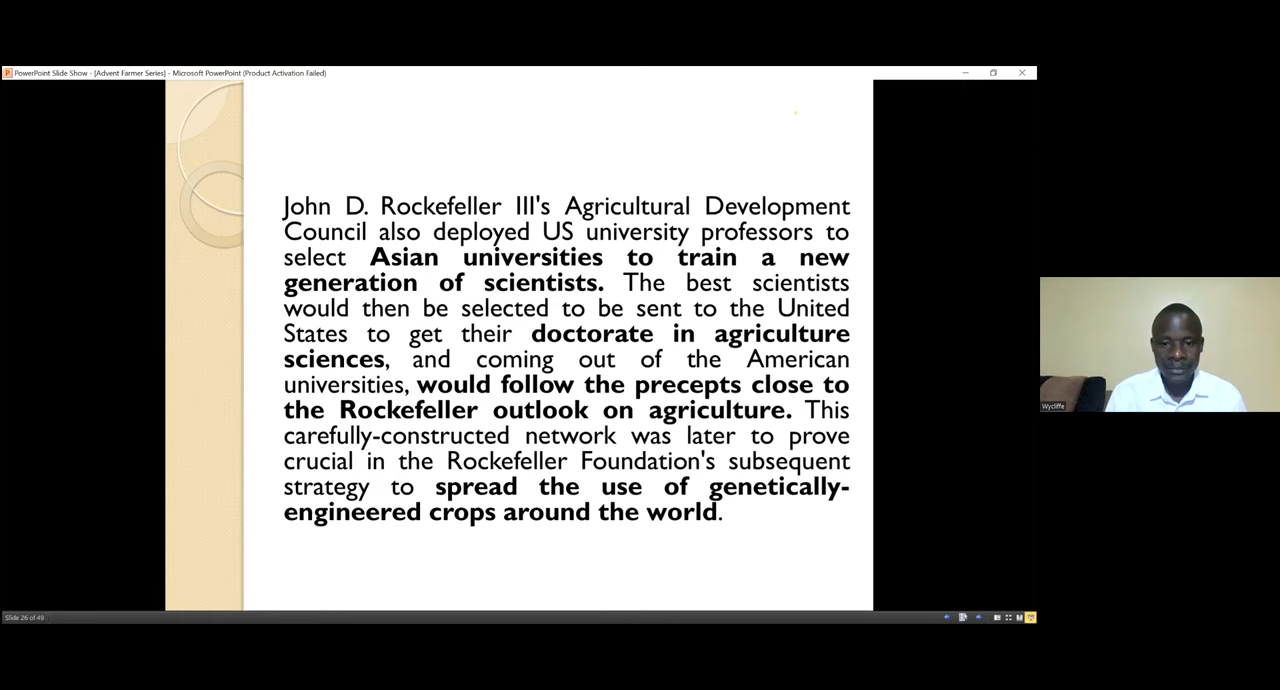 PowerPoint Slide Show - [Advent Farmer Series] - Microsoft PowerPoint (Product Activation Failed)
John D. Rockefeller III's Agricultural Development
Council also deployed US university professors to
select Asian universities to train a new
generation of scientists. The best scientists
would then be selected to be sent to the United
States to get their doctorate in agriculture
sciences, and coming out of the American
universities, would follow the precepts close to
the Rockefeller outlook on agriculture. This
carefully-constructed network was later to prove
crucial in the Rockefeller Foundation's subsequent
strategy to spread the use of genetically-
engineered crops around the world.
Wycliffe
Slide 26 of 49